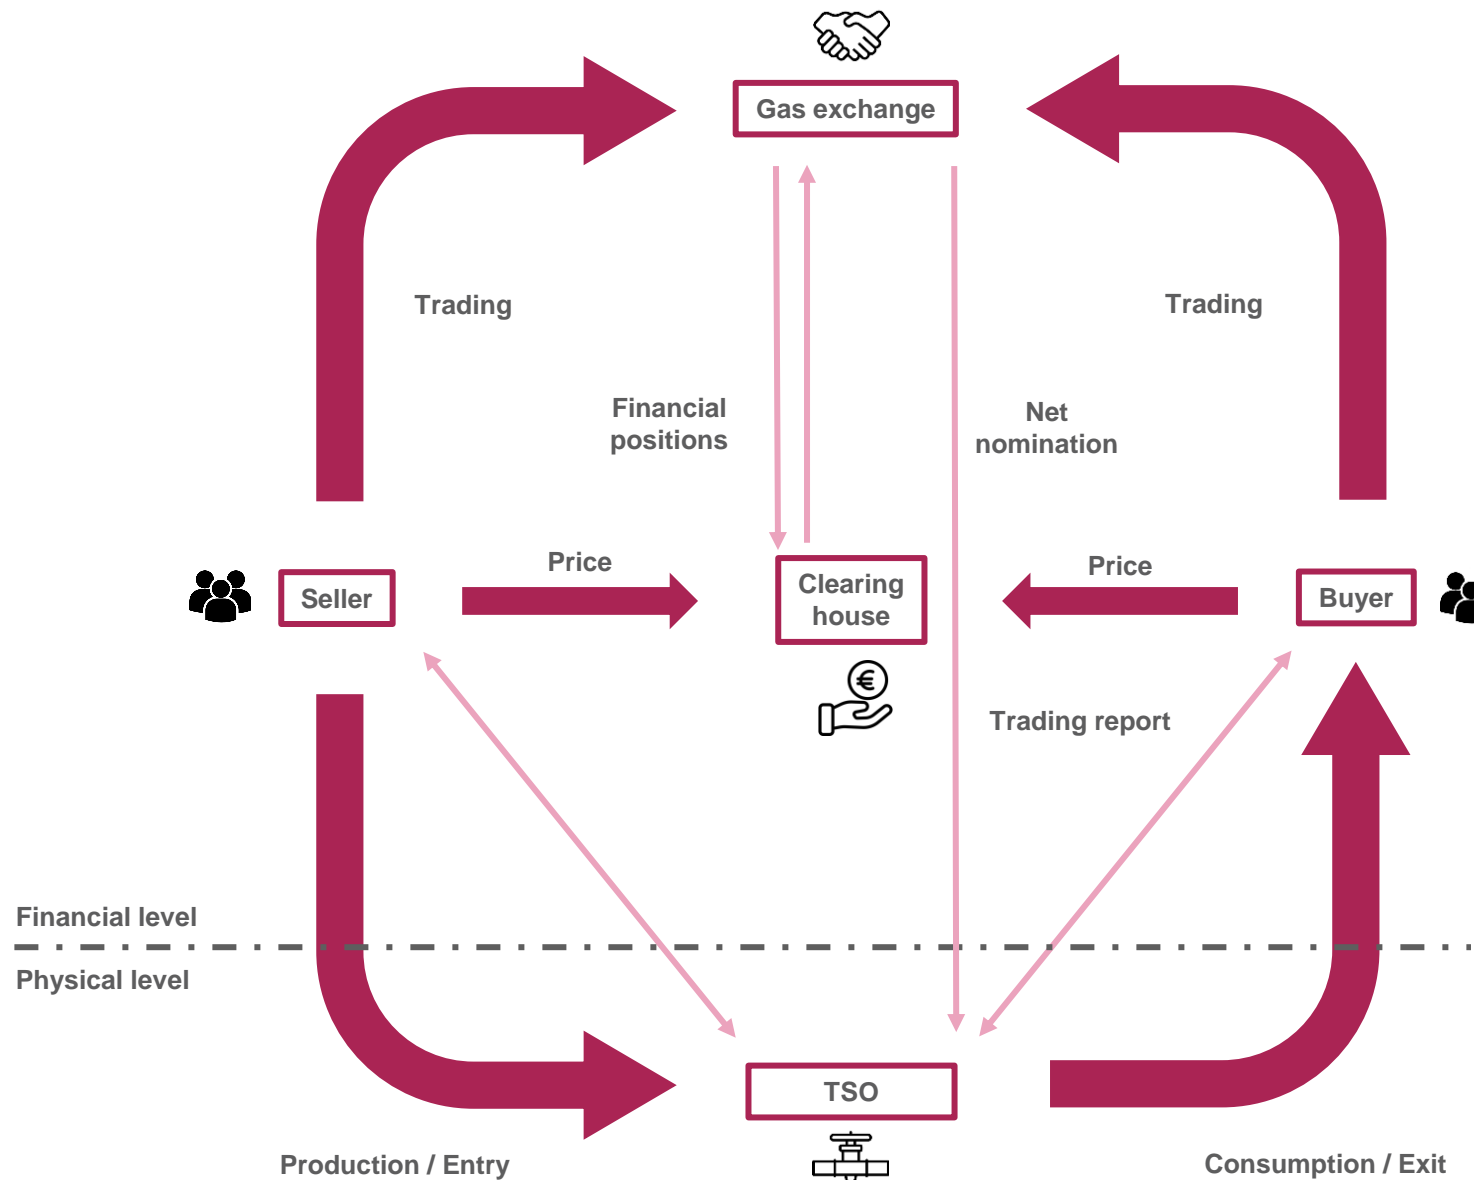 Gas exchange
Trading
Trading
Financial
positions
Net
nomination
Price
Price
Seller
Clearing
house
Buyer
€
Trading report
Financial level
Physical level
TSO
Production / Entry
Consumption / Exit